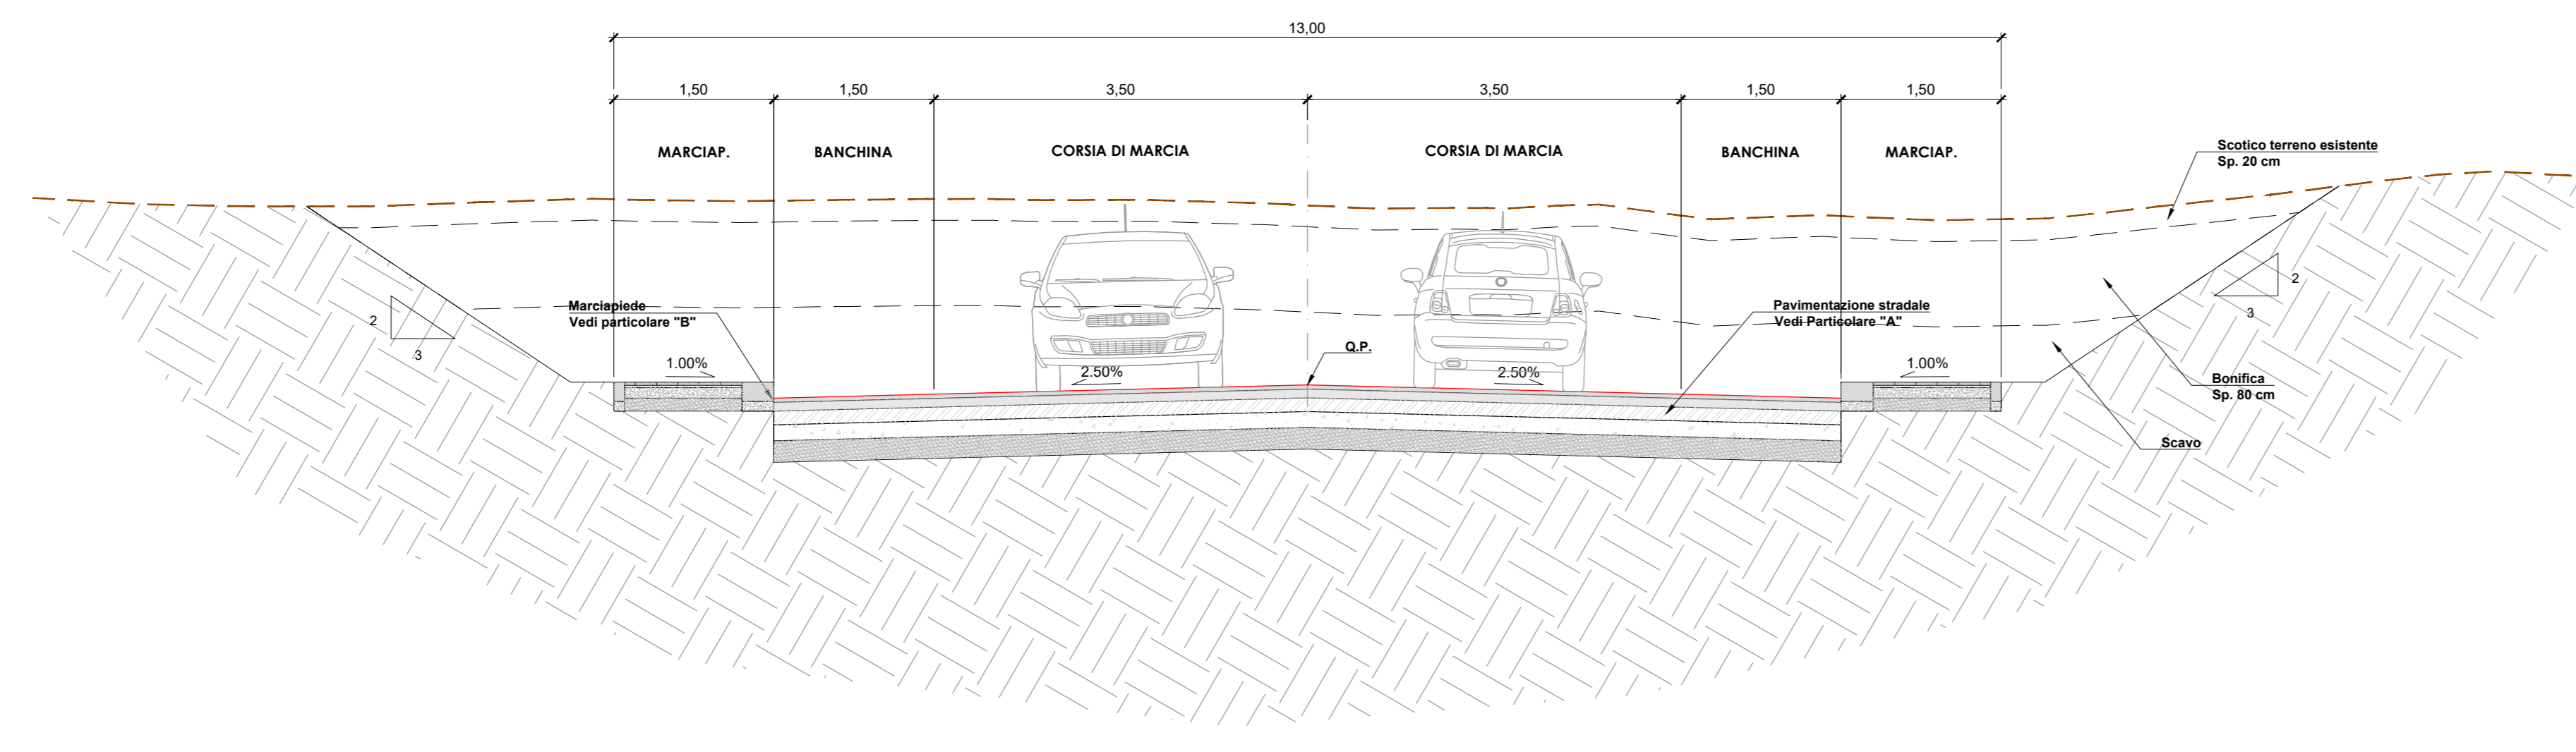 13,00
1,50
1,50
3,50
3,50
1,50
1,50
MARCIAP.
BANCHINA
CORSIA DI MARCIA
CORSIA DI MARCIA
BANCHINA
MARCIAP.
Scotico terreno esistente
Sp. 20 cm
2
3
Marciapiede
Vedi particolare "B"
Pavimentazione stradale
Vedi Particolare "A"
2
3
Q.P.
1.00%
2.50%
2.50%
1.00%
Bonifica
Sp. 80 cm
Scavo